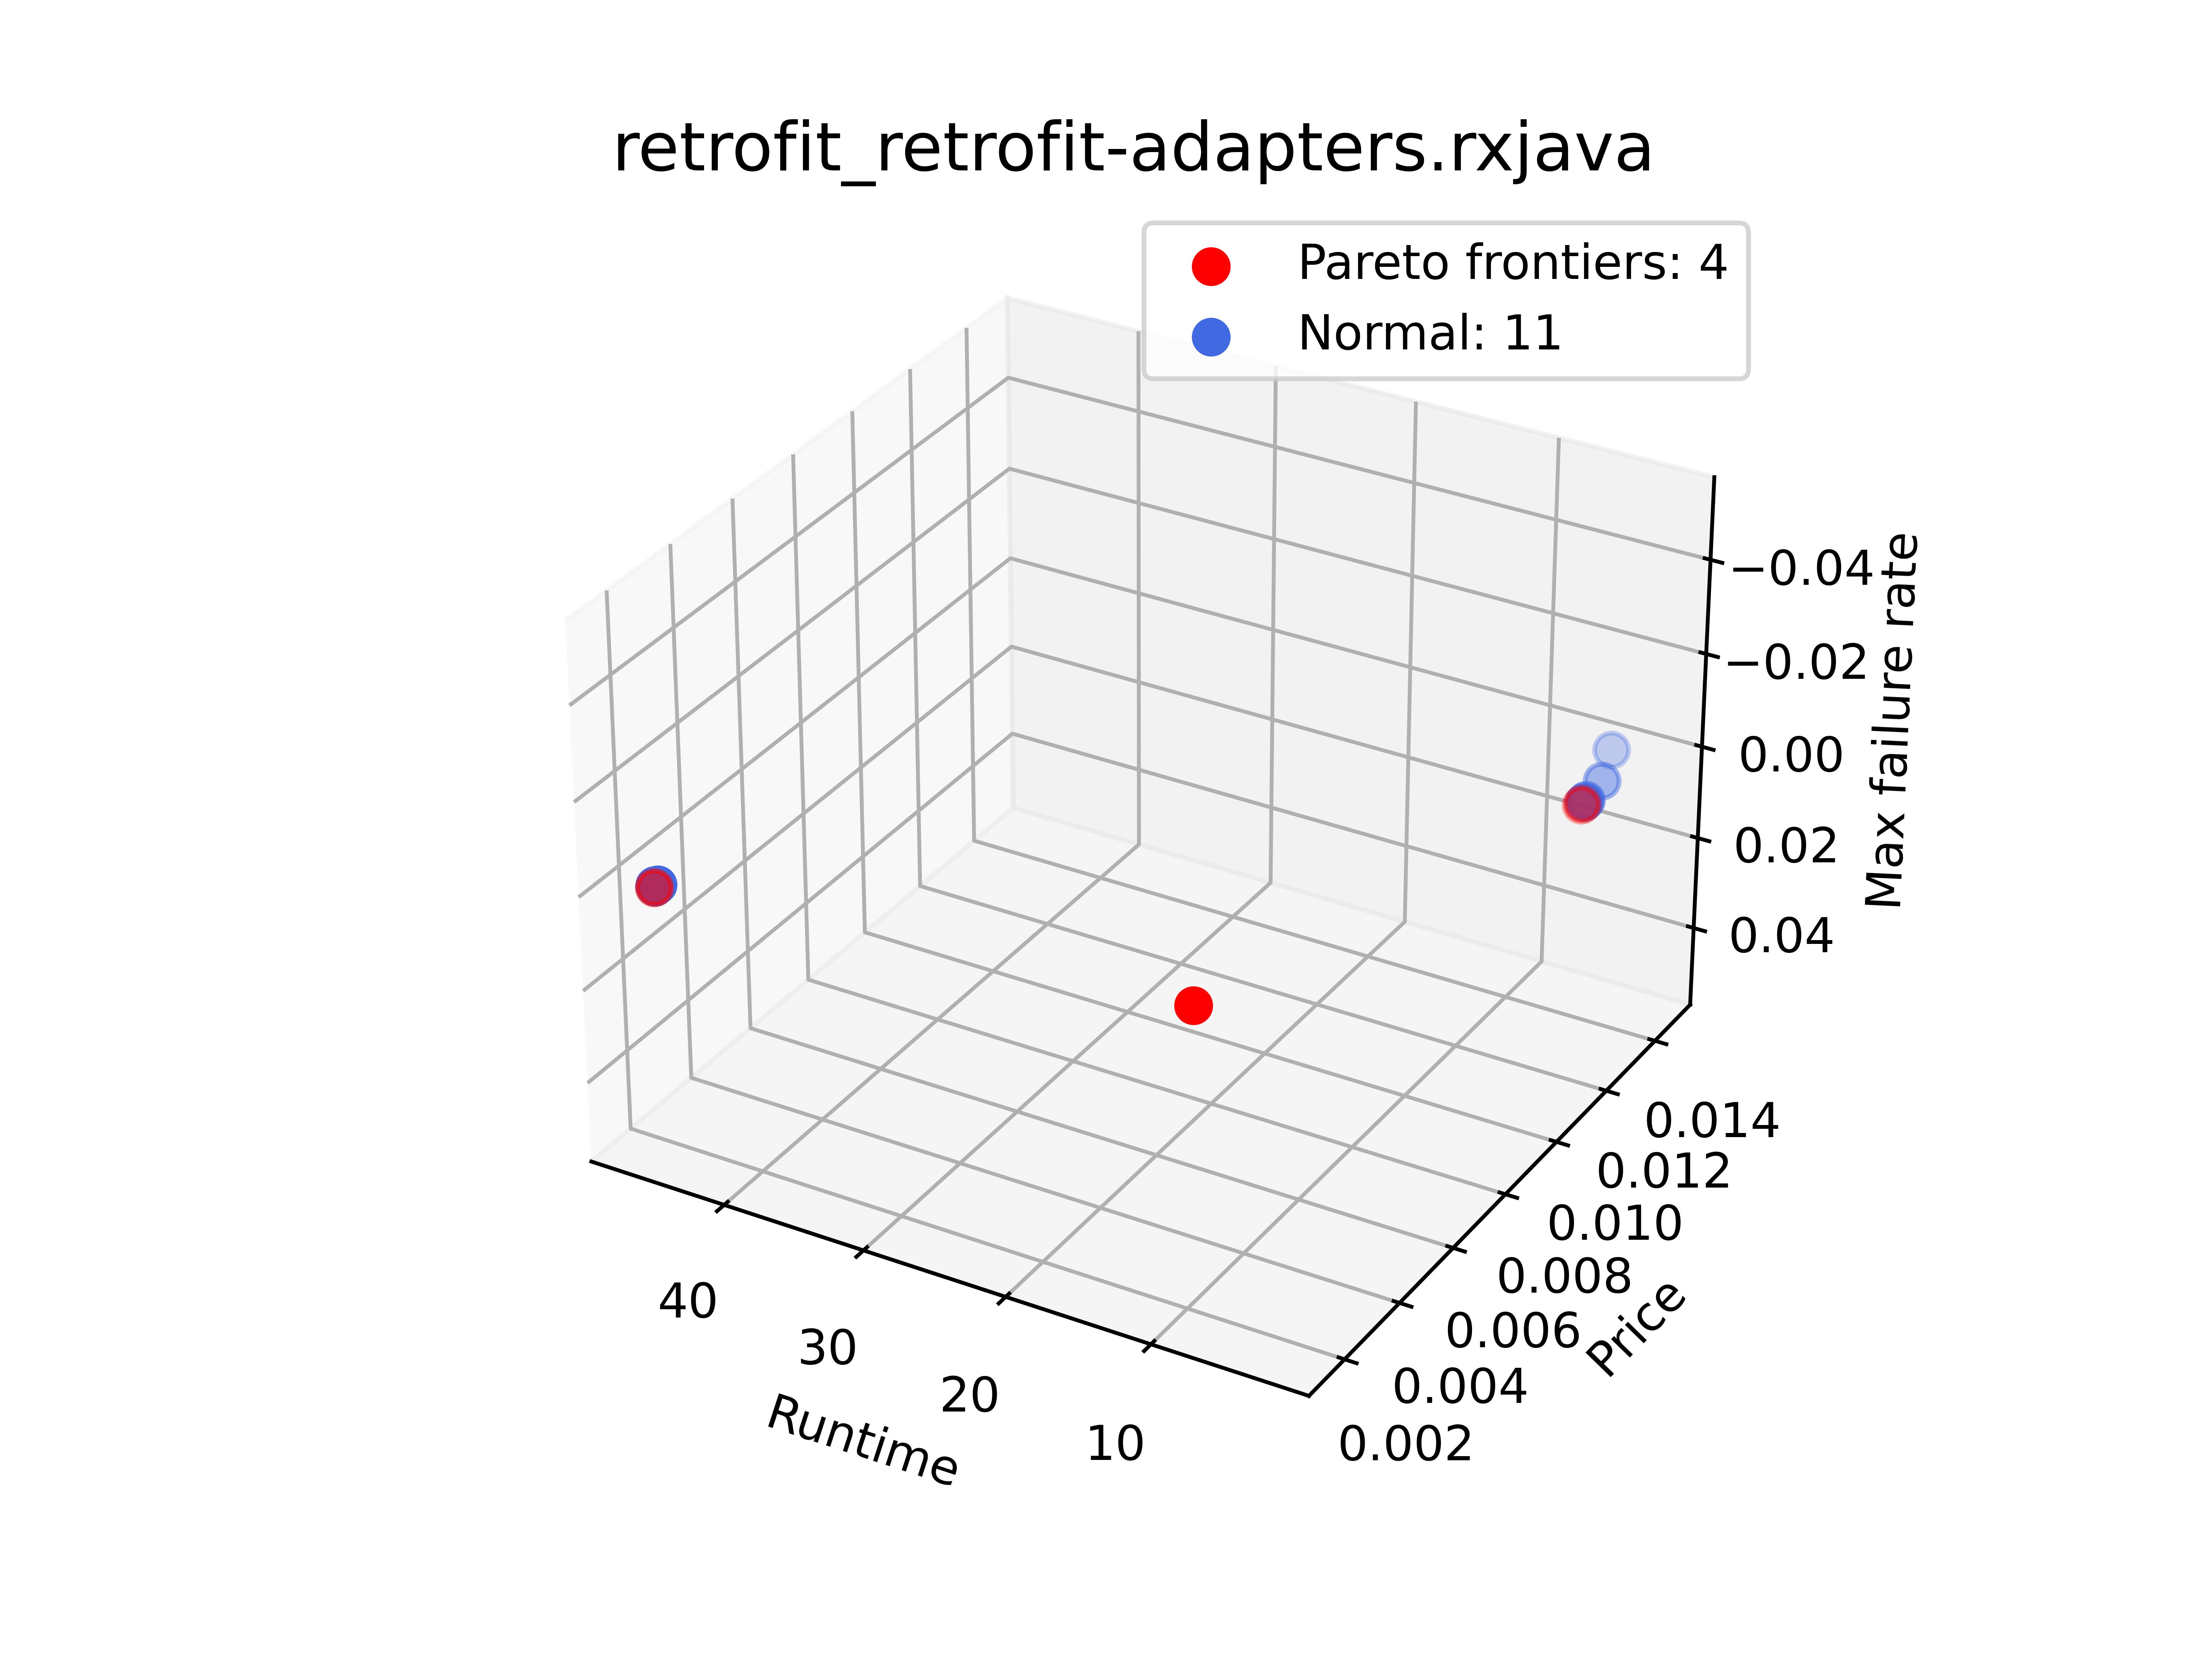 retrofit_retrofit-adapters.rxjava
Pareto frontiers: 4
Normal: 11
−0.04
−0.02
0.00
0.02
0.04
Max failure rate
0.014
0.012
0.010
0.008
0.006
0.004
0.002
Price
40
30
20
10
Runtime